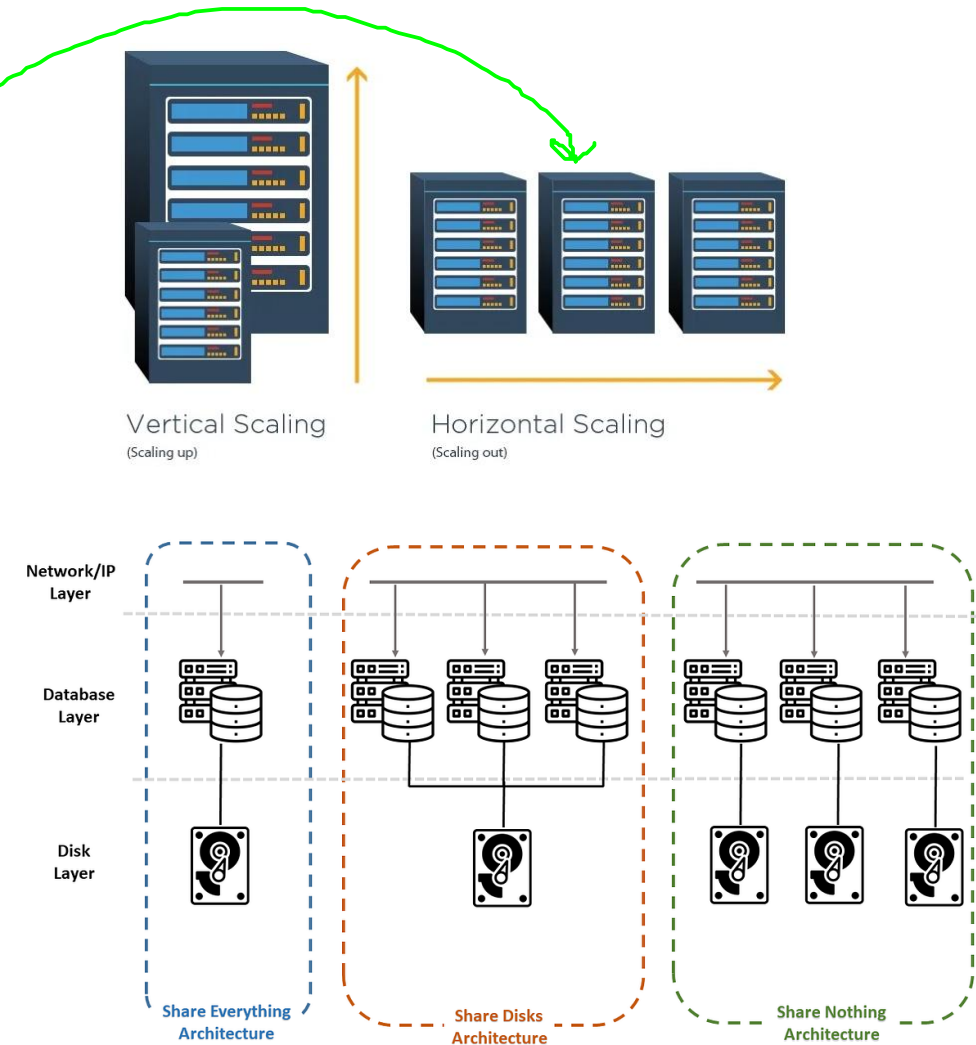 Vertical Scaling
(Scaling up)
Horizontal Scaling
(Scaling out)
Network/IP
Layer
Database
Layer
Disk
Layer
Share Everything
Architecture
Share Disks
Architecture
Share Nothing
Architecture